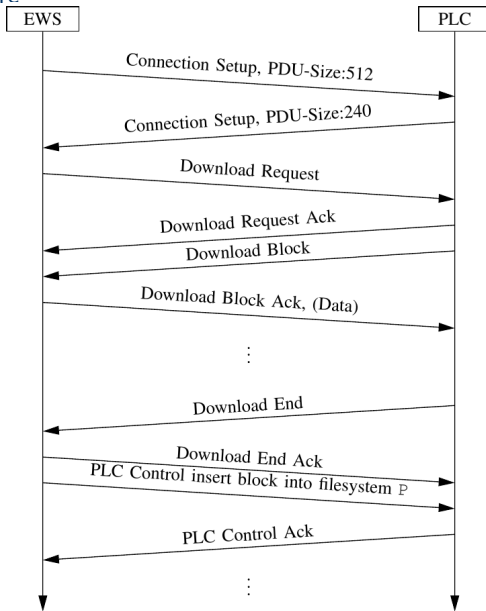 EWS
PLC
Connection Setup, PDU-Size:512
Connection Setup, PDU-Size:240
Download Request
Download Request Ack
Download Block
Download Block Ack, (Data)
⋮
Download End
Download End Ack
PLC Control insert block into filesystem P
PLC Control Ack
⋮